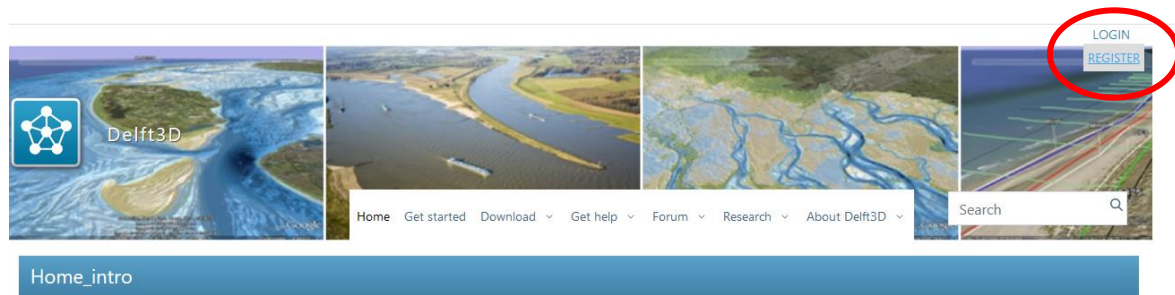 LOGIN
REGISTER
Delft3D
Home Get started Download Get help Forum Research About Delft3D
Search
Home_intro